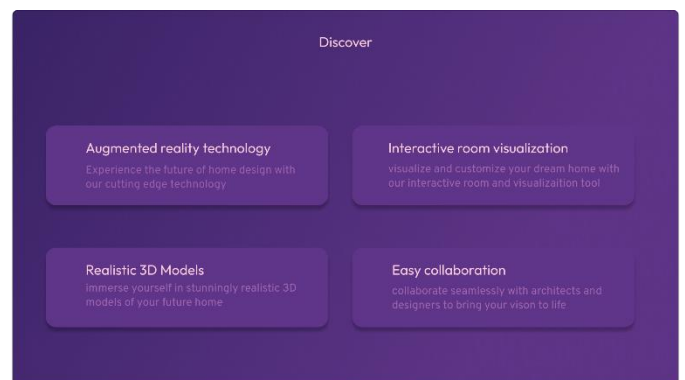 Discover
Augmented reality technology
Experience the future of home design with
our cutting edge technology
Interactive room visualization
visualize and customize your dream home with
our interactive room and visualizaition tool
Realistic 3D Models
immerse yourself in stunningly realistic 3D
models of your future home
Easy collaboration
collaborate seamlessly with architects and
designers to bring your vison to life